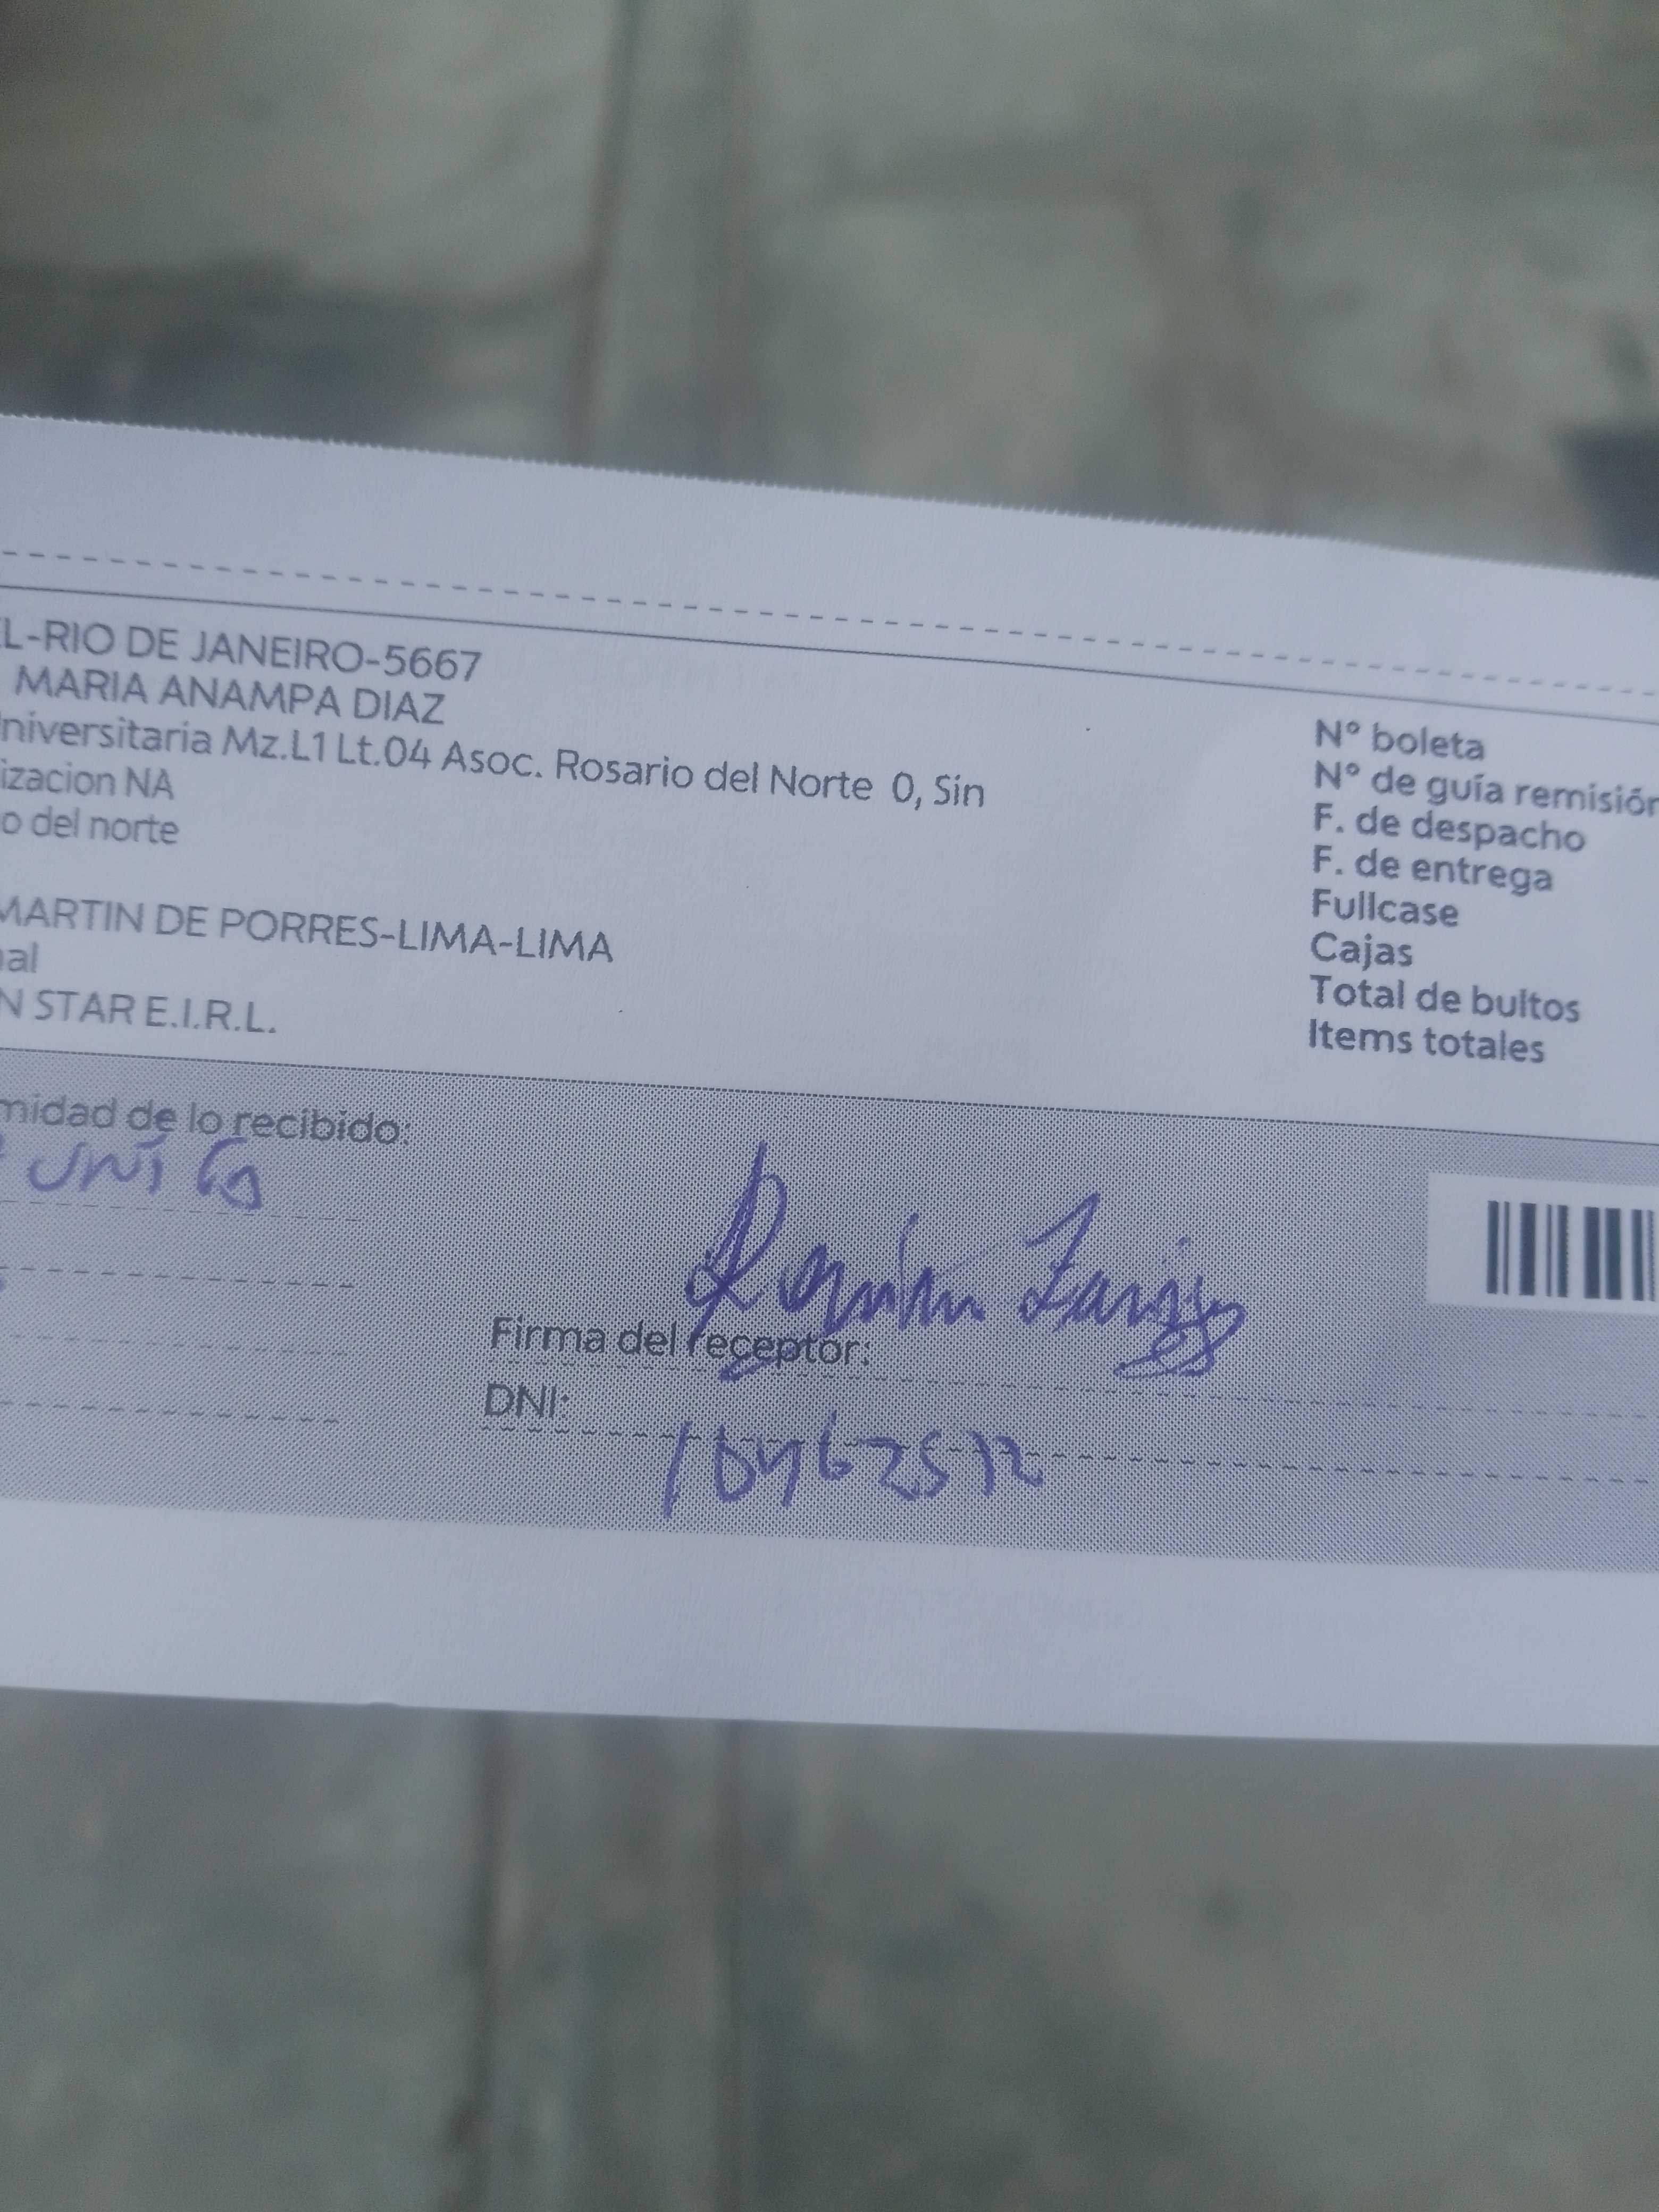 EL-RIO DE JANEIRO-5667
MARIA ANAMPA DIAZ
niversitaria Mz.L1 Lt.04 Asoc. Rosario del Norte 0, Sin
izacion NA
o del norte
MARTIN DE PORRES-LIMA-LIMA
al
N STAR E.I.R.L.
N° boleta
N° de guía remisión
F. de despacho
F. de entrega
Fullcase
Cajas
Total de bultos
Items totales
midad de lo recibido:
Firma del receptor:
DNI: